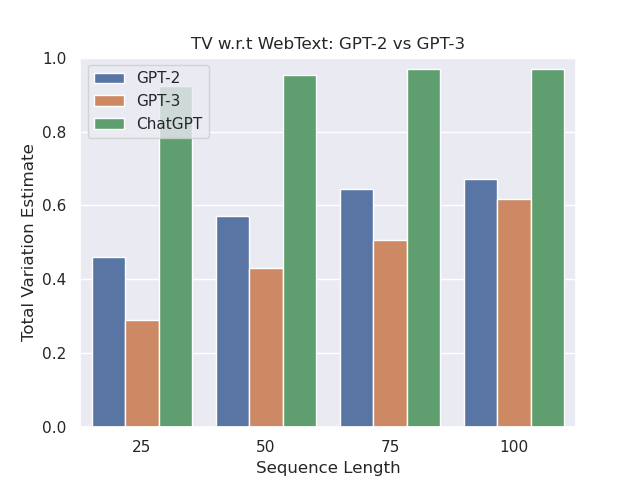 TV w.r.t WebText: GPT-2 vs GPT-3
1.0
0.8
0.6
0.4
0.2
0.0
Total Variation Estimate
GPT-2
GPT-3
ChatGPT
25 50 75 100
Sequence Length